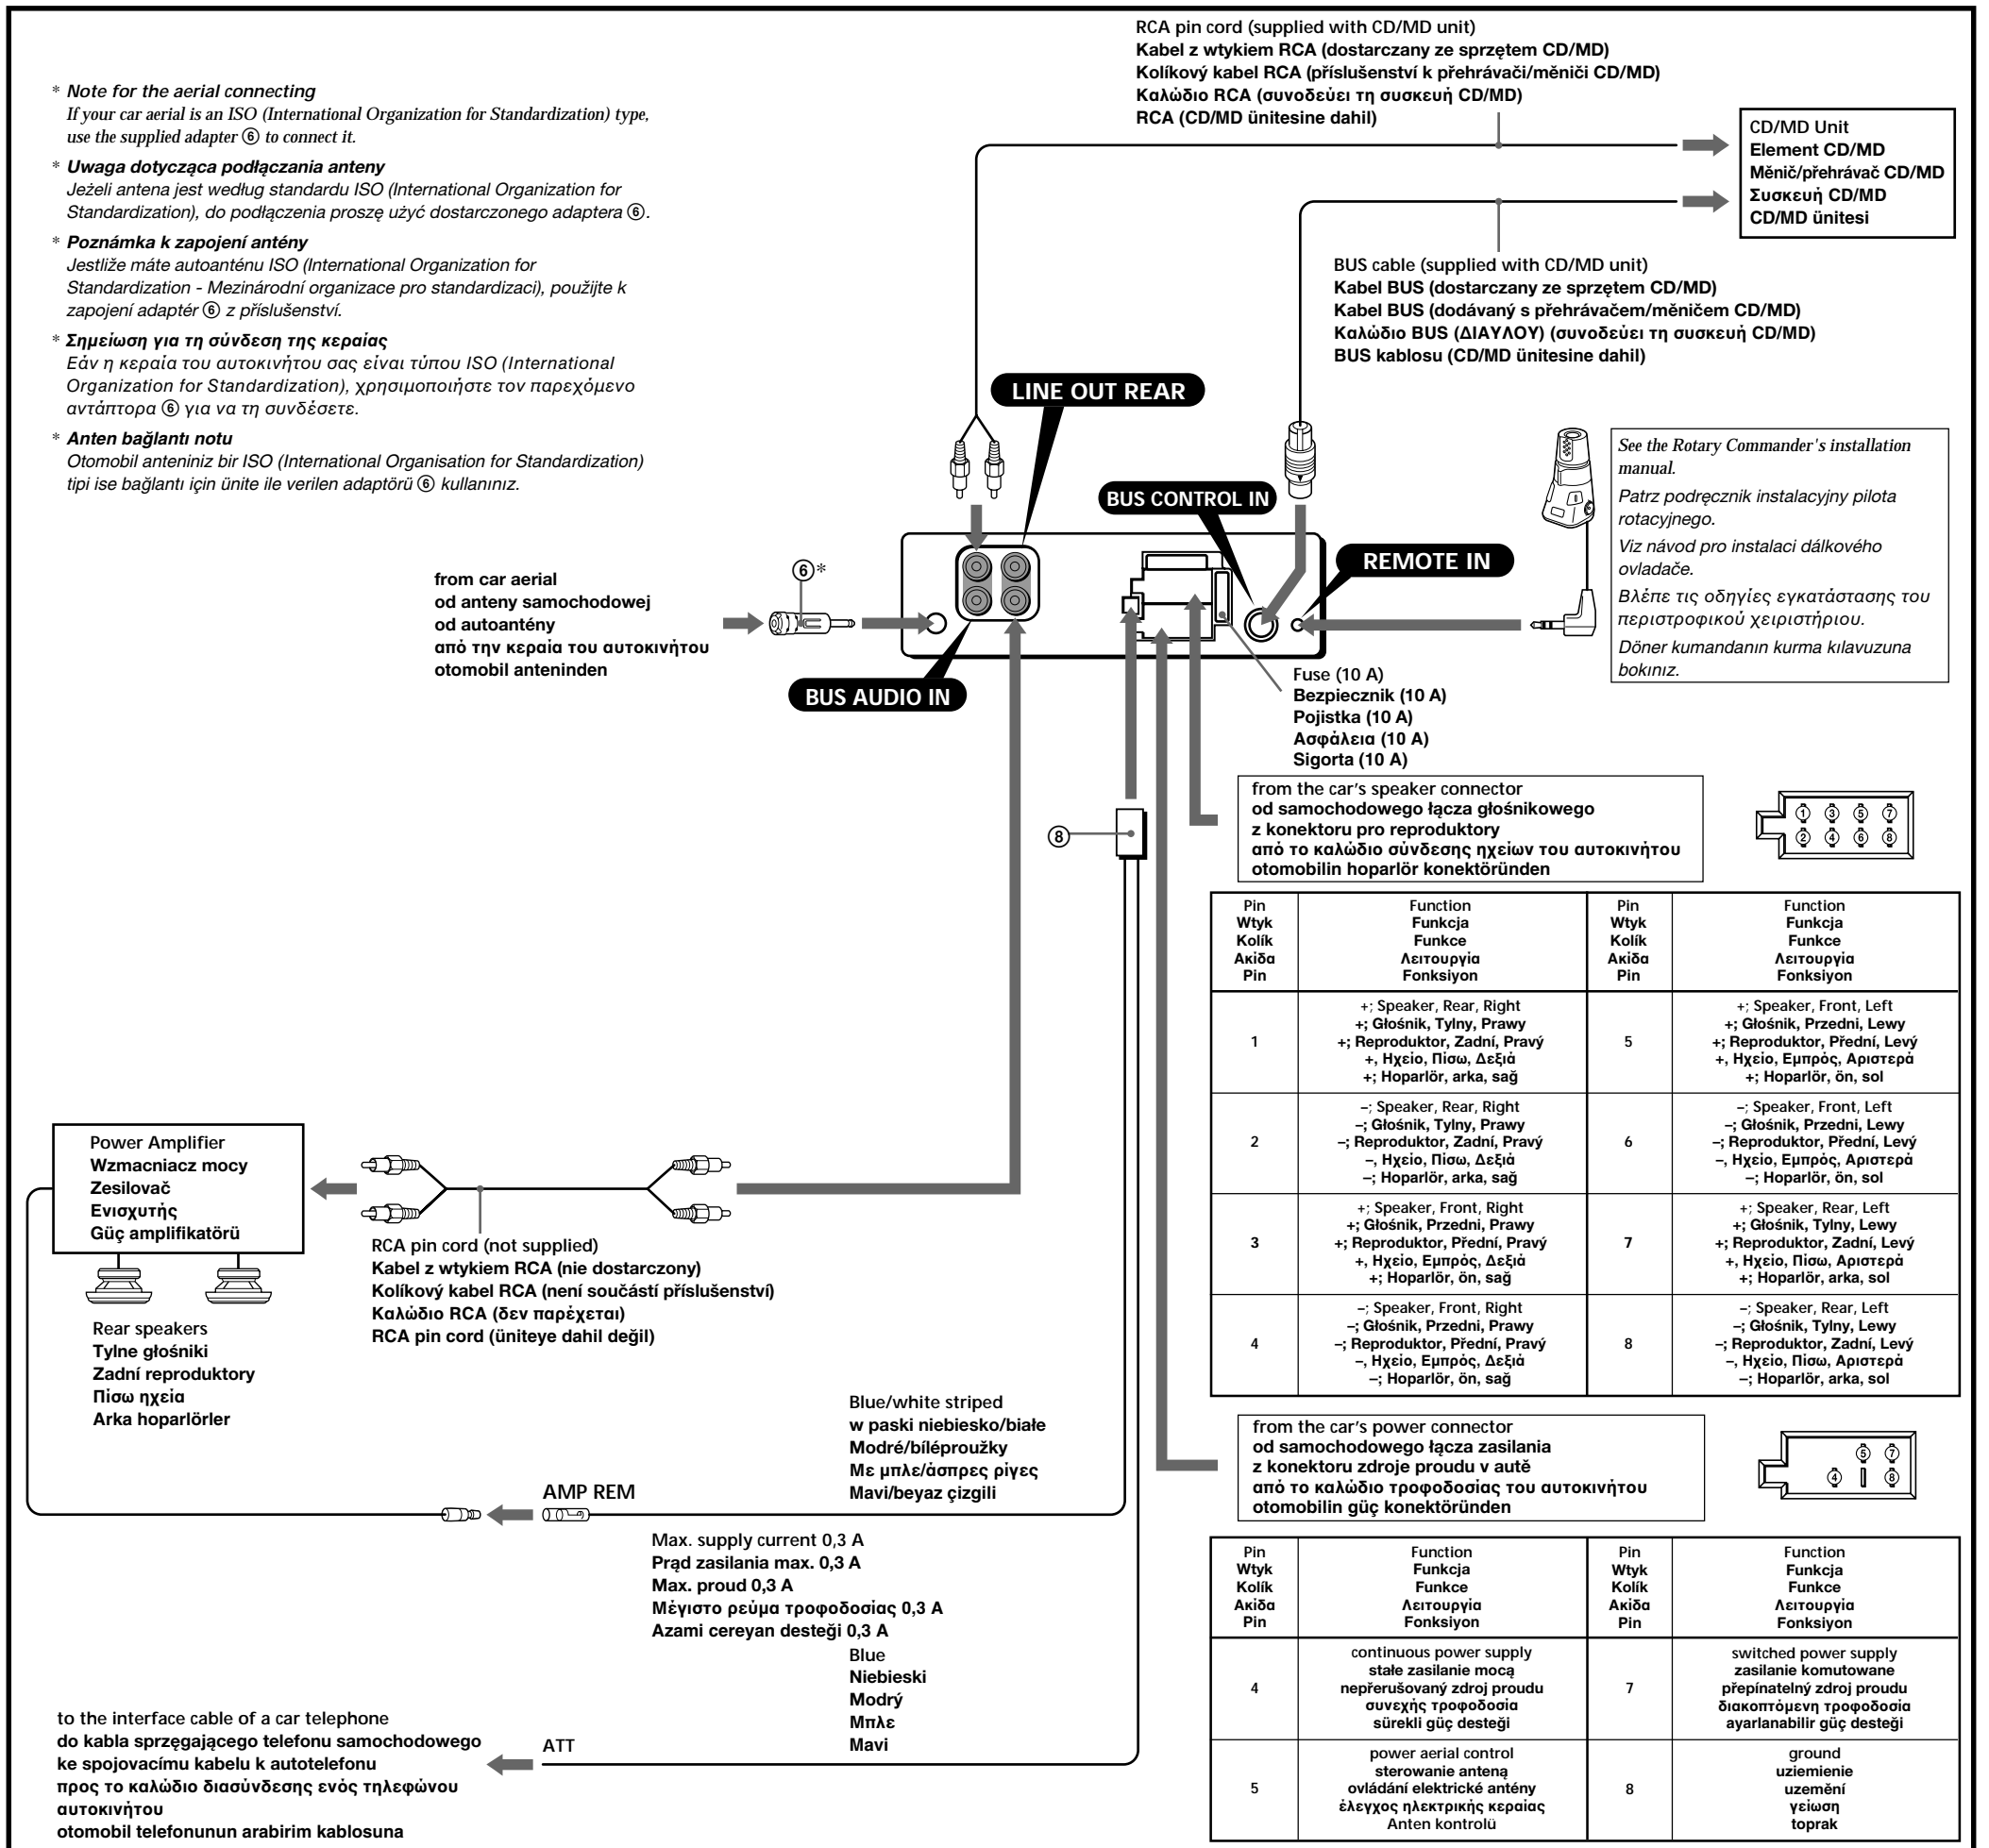 RCA pin cord (supplied with CD/MD unit)
Kabel z wtykiem RCA (dostarczany ze sprzętem CD/MD)
Kolíkový kabel RCA (příslušenství k přehrávači/měniči CD/MD)
Καλώδιο RCA (συνοδεύει τη συσκευή CD/MD)
RCA (CD/MD ünitesine dahil)
* Note for the aerial connecting
If your car aerial is an ISO (International Organization for Standardization) type,
use the supplied adapter ⑥ to connect it.
* Uwaga dotycząca podłączania anteny
Jeżeli antena jest według standardu ISO (International Organization for
Standardization), do podłączenia proszę użyć dostarczonego adaptera ⑥.
* Poznámka k zapojení antény
Jestliže máte autoanténu ISO (International Organization for
Standardization - Mezinárodní organizace pro standardizaci), použijte k
zapojení adaptér ⑥ z příslušenství.
* Σημείωση για τη σύνδεση της κεραίας
Εάν η κεραία του αυτοκινήτου σας είναι τύπου ISO (International
Organization for Standardization), χρησιμοποιήστε τον παρεχόμενο
αντάπτορα ⑥ για να τη συνδέσετε.
* Anten bağlantı notu
Otomobil anteniniz bir ISO (International Organisation for Standardization)
tipi ise bağlantı için ünite ile verilen adaptörü ⑥ kullanınız.
CD/MD Unit
Element CD/MD
Měnič/přehrávač CD/MD
Συσκευή CD/MD
CD/MD ünitesi
BUS cable (supplied with CD/MD unit)
Kabel BUS (dostarczany ze sprzętem CD/MD)
Kabel BUS (dodávaný s přehrávačem/měničem CD/MD)
Καλώδιο BUS (ΔΙΑΥΛΟΥ) (συνοδεύει τη συσκευή CD/MD)
BUS kablosu (CD/MD ünitesine dahil)
LINE OUT REAR
BUS CONTROL IN
REMOTE IN
BUS AUDIO IN
See the Rotary Commander's installation
manual.
Patrz podręcznik instalacyjny pilota
rotacyjnego.
Viz návod pro instalaci dálkového
ovladače.
Βλέπε τις οδηγίες εγκατάστασης του
περιστροφικού χειριστήριου.
Döner kumandanın kurma kılavuzuna
bokınız.
⑥*
from car aerial
od anteny samochodowej
od autoantény
από την κεραία του αυτοκινήτου
otomobil anteninden
Fuse (10 A)
Bezpiecznik (10 A)
Pojistka (10 A)
Ασφάλεια (10 A)
Sigorta (10 A)
⑧
from the car's speaker connector
od samochodowego łącza głośnikowego
z konektoru pro reproduktory
από το καλώδιο σύνδεσης ηχείων του αυτοκινήτου
otomobilin hoparlör konektöründen
① ③ ⑤ ⑦
② ④ ⑥ ⑧
Pin Function Pin Function
Wtyk Funkcja Wtyk Funkcja
Kolík Funkce Kolík Funkce
Ακίδα Λειτουργία Ακίδα Λειτουργία
Pin Fonksiyon Pin Fonksiyon
1
+; Speaker, Rear, Right
+; Głośnik, Tylny, Prawy
+; Reproduktor, Zadní, Pravý
+, Ηχείο, Πίσω, Δεξιά
+; Hoparlör, arka, sağ
5
+; Speaker, Front, Left
+; Głośnik, Przedni, Lewy
+; Reproduktor, Přední, Levý
+, Ηχείο, Εμπρός, Αριστερά
+; Hoparlör, ön, sol
2
–; Speaker, Rear, Right
–; Głośnik, Tylny, Prawy
–; Reproduktor, Zadní, Pravý
–, Ηχείο, Πίσω, Δεξιά
–; Hoparlör, arka, sağ
6
–; Speaker, Front, Left
–; Głośnik, Przedni, Lewy
–; Reproduktor, Přední, Levý
–, Ηχείο, Εμπρός, Αριστερά
–; Hoparlör, ön, sol
3
+; Speaker, Front, Right
+; Głośnik, Przedni, Prawy
+; Reproduktor, Přední, Pravý
+, Ηχείο, Εμπρός, Δεξιά
+; Hoparlör, ön, sağ
7
+; Speaker, Rear, Left
+; Głośnik, Tylny, Lewy
+; Reproduktor, Zadní, Levý
+, Ηχείο, Πίσω, Αριστερά
+; Hoparlör, arka, sol
4
–; Speaker, Front, Right
–; Głośnik, Przedni, Prawy
–; Reproduktor, Přední, Pravý
–, Ηχείο, Εμπρός, Δεξιά
–; Hoparlör, ön, sağ
8
–; Speaker, Rear, Left
–; Głośnik, Tylny, Lewy
–; Reproduktor, Zadní, Levý
–, Ηχείο, Πίσω, Αριστερά
–; Hoparlör, arka, sol
Power Amplifier
Wzmacniacz mocy
Zesilovač
Ενισχυτής
Güç amplifikatörü
RCA pin cord (not supplied)
Kabel z wtykiem RCA (nie dostarczony)
Kolíkový kabel RCA (není součástí příslušenství)
Καλώδιο RCA (δεν παρέχεται)
RCA pin cord (üniteye dahil değil)
Rear speakers
Tylne głośniki
Zadní reproduktory
Πίσω ηχεία
Arka hoparlörler
Blue/white striped
w paski niebiesko/białe
Modré/bíléproužky
Με μπλε/άσπρες ρίγες
Mavi/beyaz çizgili
AMP REM
Max. supply current 0,3 A
Prąd zasilania max. 0,3 A
Max. proud 0,3 A
Μέγιστο ρεύμα τροφοδοσίας 0,3 A
Azami cereyan desteği 0,3 A
Blue
Niebieski
Modrý
Μπλε
Mavi
ATT
to the interface cable of a car telephone
do kabla sprzęgającego telefonu samochodowego
ke spojovacímu kabelu k autotelefonu
προς το καλώδιο διασύνδεσης ενός τηλεφώνου
αυτοκινήτου
otomobil telefonunun arabirim kablosuna
from the car's power connector
od samochodowego łącza zasilania
z konektoru zdroje proudu v autě
από το καλώδιο τροφοδοσίας του αυτοκινήτου
otomobilin güç konektöründen
⑤ ⑦
④ ⑧
Pin Function Pin Function
Wtyk Funkcja Wtyk Funkcja
Kolík Funkce Kolík Funkce
Ακίδα Λειτουργία Ακίδα Λειτουργία
Pin Fonksiyon Pin Fonksiyon
4
continuous power supply
stałe zasilanie mocą
nepřerušovaný zdroj proudu
συνεχής τροφοδοσία
sürekli güç desteği
7
switched power supply
zasilanie komutowane
přepínatelný zdroj proudu
διακοπτόμενη τροφοδοσία
ayarlanabilir güç desteği
5
power aerial control
sterowanie anteną
ovládání elektrické antény
έλεγχος ηλεκτρικής κεραίας
Anten kontrolü
8
ground
uziemienie
uzemění
γείωση
toprak